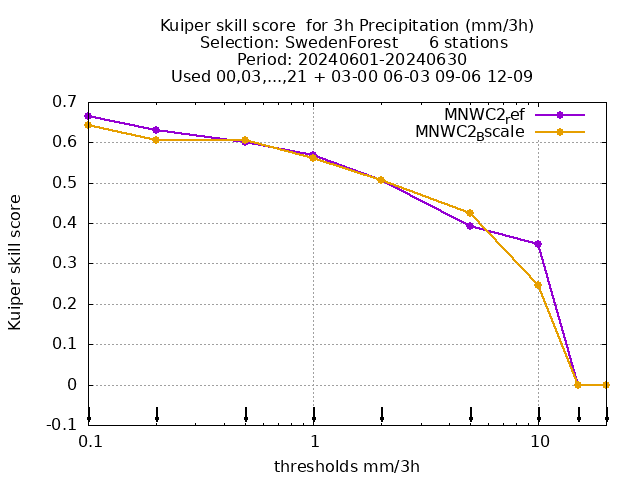 Kuiper skill score  for 3h Precipitation (mm/3h)
Selection: SwedenForest      6 stations
Period: 20240601-20240630
Used 00,03,...,21 + 03-00 06-03 09-06 12-09
MNWC2ref
MNWC2Bscale
0.7
0.6
0.5
0.4
0.3
0.2
0.1
0
-0.1
Kuiper skill score
0.1 1 10
thresholds mm/3h